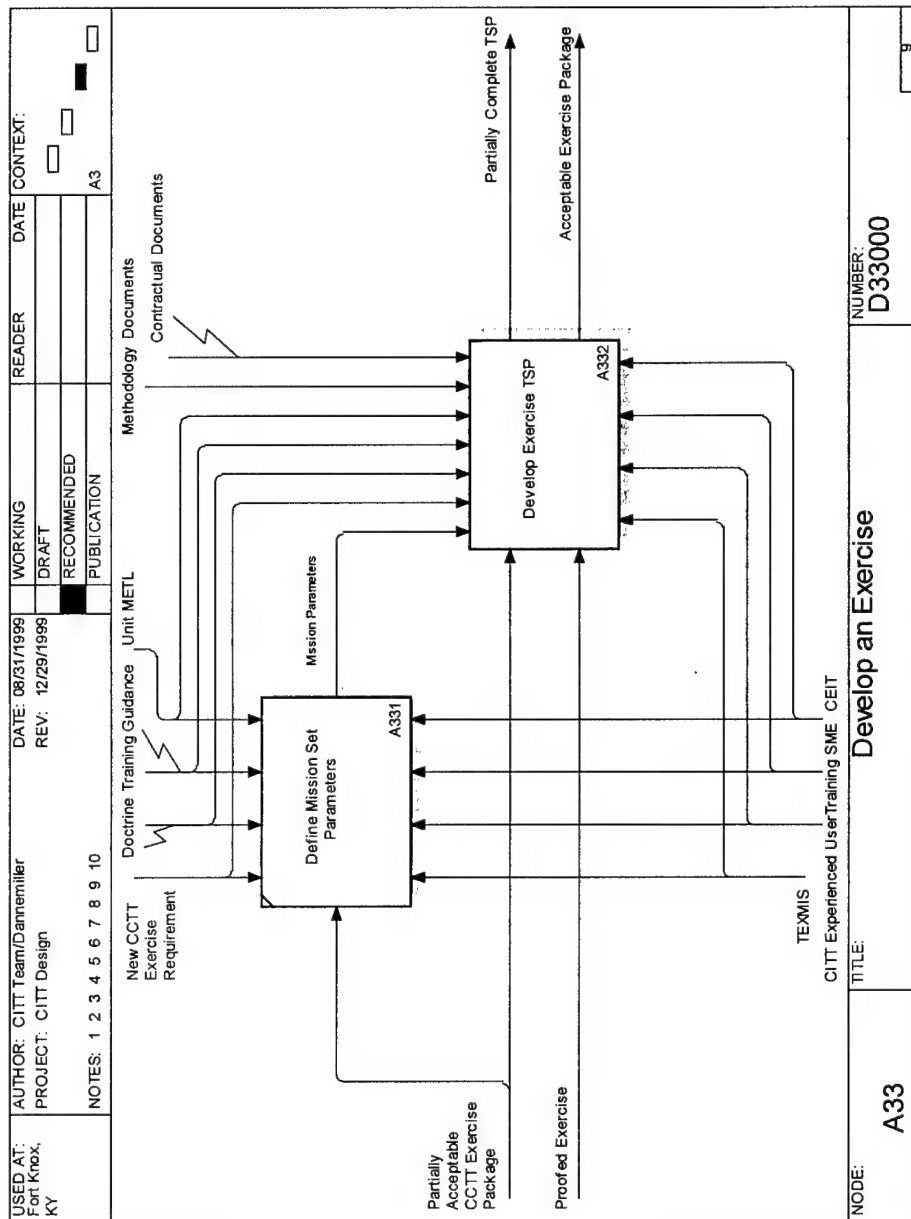 USED AT:
Fort Knox,
KY
AUTHOR: CITT Team/Dannemiller
PROJECT: CITT Design
NOTES: 1 2 3 4 5 6 7 8 9 10
DATE: 08/31/1999
REV: 12/29/1999
WORKING
DRAFT
RECOMMENDED
PUBLICATION
READER DATE
CONTEXT:
A3
New CCTT
Exercise
Requirement
Doctrine
Training Guidance
Unit METL
Methodology Documents
Contractual Documents
Define Mission Set
Parameters
A331
Mission Parameters
Develop Exercise TSP
A332
Partially Complete TSP
Acceptable Exercise Package
Partially
Acceptable
CCTT Exercise
Package
Proofed Exercise
TEXMIS
CITT Experienced User
Training SME
CEIT
NODE:
A33
TITLE:
Develop an Exercise
NUMBER:
D33000